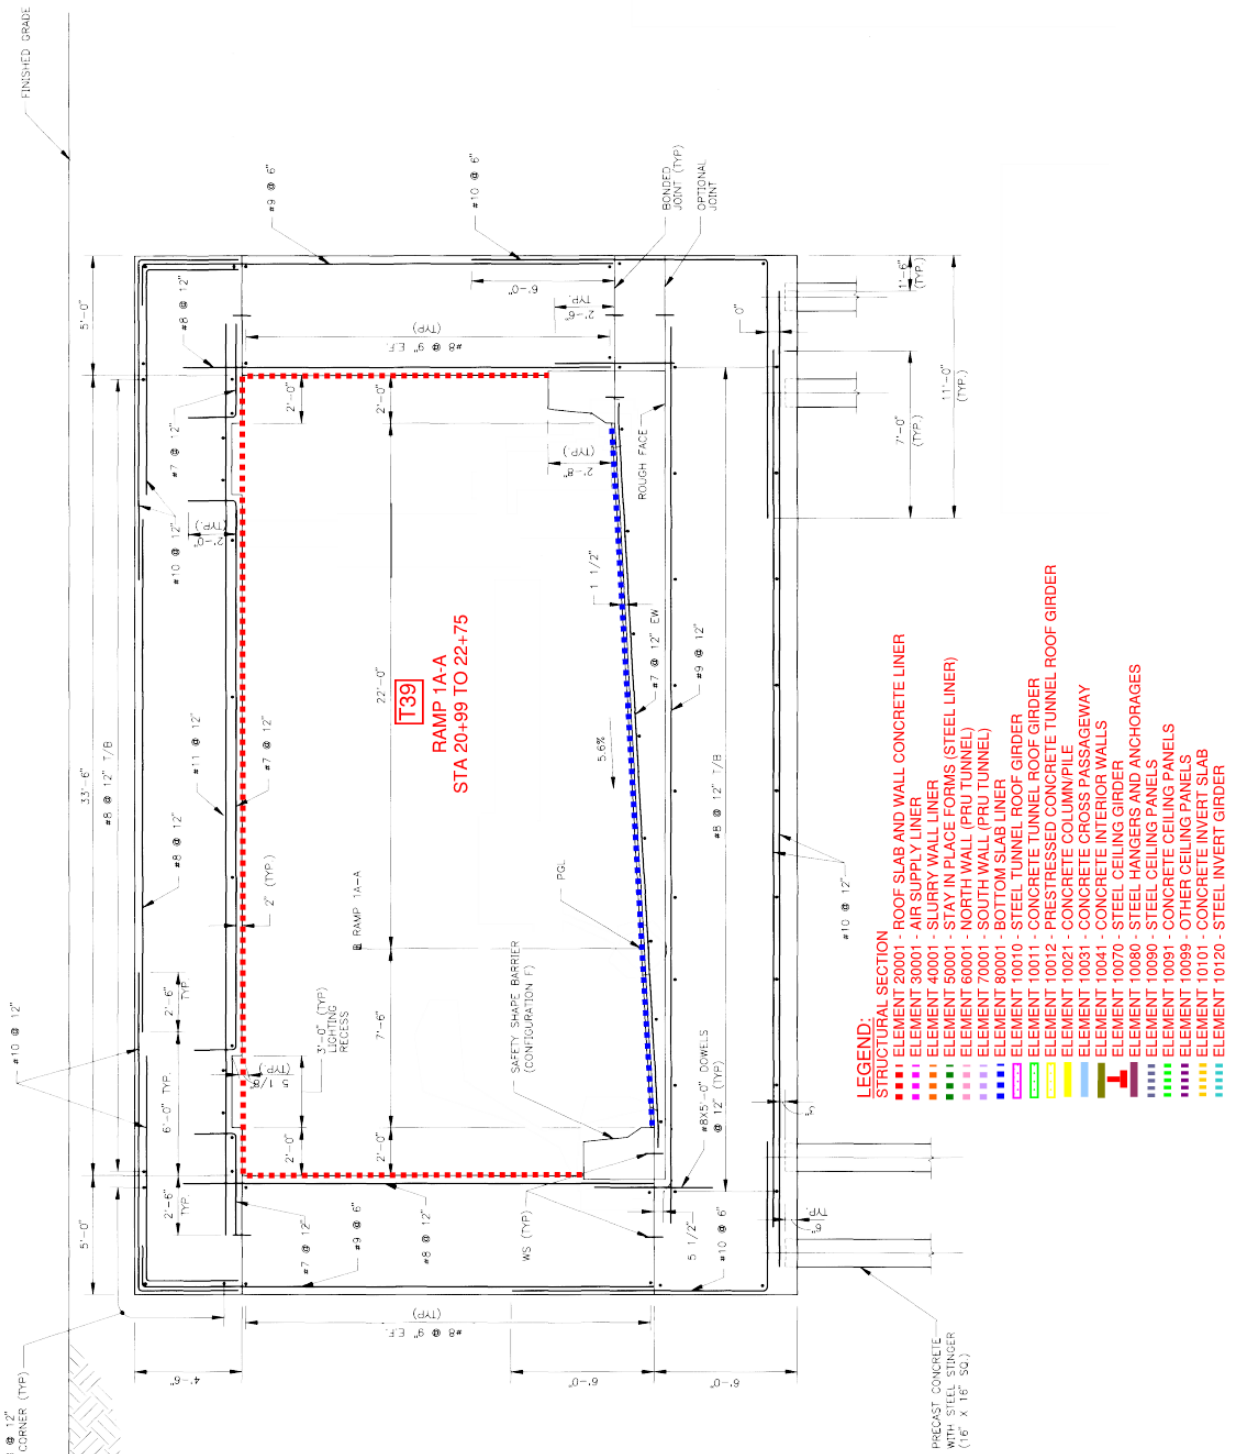 FINISHED GRADE
#10 @ 12"
@ 12"
CORNER (TYP)
5'-0"
33'-6"
5'-0"
#8 @ 12" T/B
2'-6"
TYP.
6'-0" TYP.
2'-6"
TYP
#8 @ 12"
#11 @ 12"
#7 @ 12"
#10 @ 12"
#7 @ 12"
#8 @ 12"
2'-0"
(TYP.)
#9 @ 6"
#10 @ 6"
4'-6"
2" (TYP.)
5 1/8"
(TYP)
3'-0" (TYP)
LIGHTING
RECESS
2'-0"
2'-0"
#8 @ 9" E.F.
(TYP)
6'-0"
2'-6"
TYP.
BONDED
JOINT (TYP)
OPTIONAL
JOINT
T39
RAMP 1A-A
STA 20+99 TO 22+75
RAMP 1A-A
2'-0"
7'-6"
22'-0"
2'-0"
2'-8"
(TYP.)
#7 @ 12"
#9 @ 6"
#8 @ 12"
#8 @ 9" E.F.
(TYP)
WS (TYP)
SAFETY SHAPE BARRIER
(CONFIGURATION F)
PGL
5.6%
1 1/2"
ROUGH FACE
#7 @ 12" EW
#9 @ 12"
6'-0"
6'-0"
5 1/2"
#10 @ 6"
#8X5'-0" DOWELS
@ 12" (TYP)
#8 @ 12" T/B
1'-6"
(TYP.)
7'-0"
(TYP.)
11'-0"
(TYP.)
6"
TYP.
#10 @ 12"
PRECAST CONCRETE
WITH STEEL STINGER
(16" X 16" SQ.)
LEGEND:
STRUCTURAL SECTION
ELEMENT 20001 - ROOF SLAB AND WALL CONCRETE LINER
ELEMENT 30001 - AIR SUPPLY LINER
ELEMENT 40001 - SLURRY WALL LINER
ELEMENT 50001 - STAY IN PLACE FORMS (STEEL LINER)
ELEMENT 60001 - NORTH WALL (PRU TUNNEL)
ELEMENT 70001 - SOUTH WALL (PRU TUNNEL)
ELEMENT 80001 - BOTTOM SLAB LINER
ELEMENT 10010 - STEEL TUNNEL ROOF GIRDER
ELEMENT 10011 - CONCRETE TUNNEL ROOF GIRDER
ELEMENT 10012 - PRESTRESSED CONCRETE TUNNEL ROOF GIRDER
ELEMENT 10021 - CONCRETE COLUMN/PILE
ELEMENT 10031 - CONCRETE CROSS PASSAGEWAY
ELEMENT 10041 - CONCRETE INTERIOR WALLS
ELEMENT 10070 - STEEL CEILING GIRDER
ELEMENT 10080 - STEEL HANGERS AND ANCHORAGES
ELEMENT 10090 - STEEL CEILING PANELS
ELEMENT 10091 - CONCRETE CEILING PANELS
ELEMENT 10099 - OTHER CEILING PANELS
ELEMENT 10101 - CONCRETE INVERT SLAB
ELEMENT 10120 - STEEL INVERT GIRDER